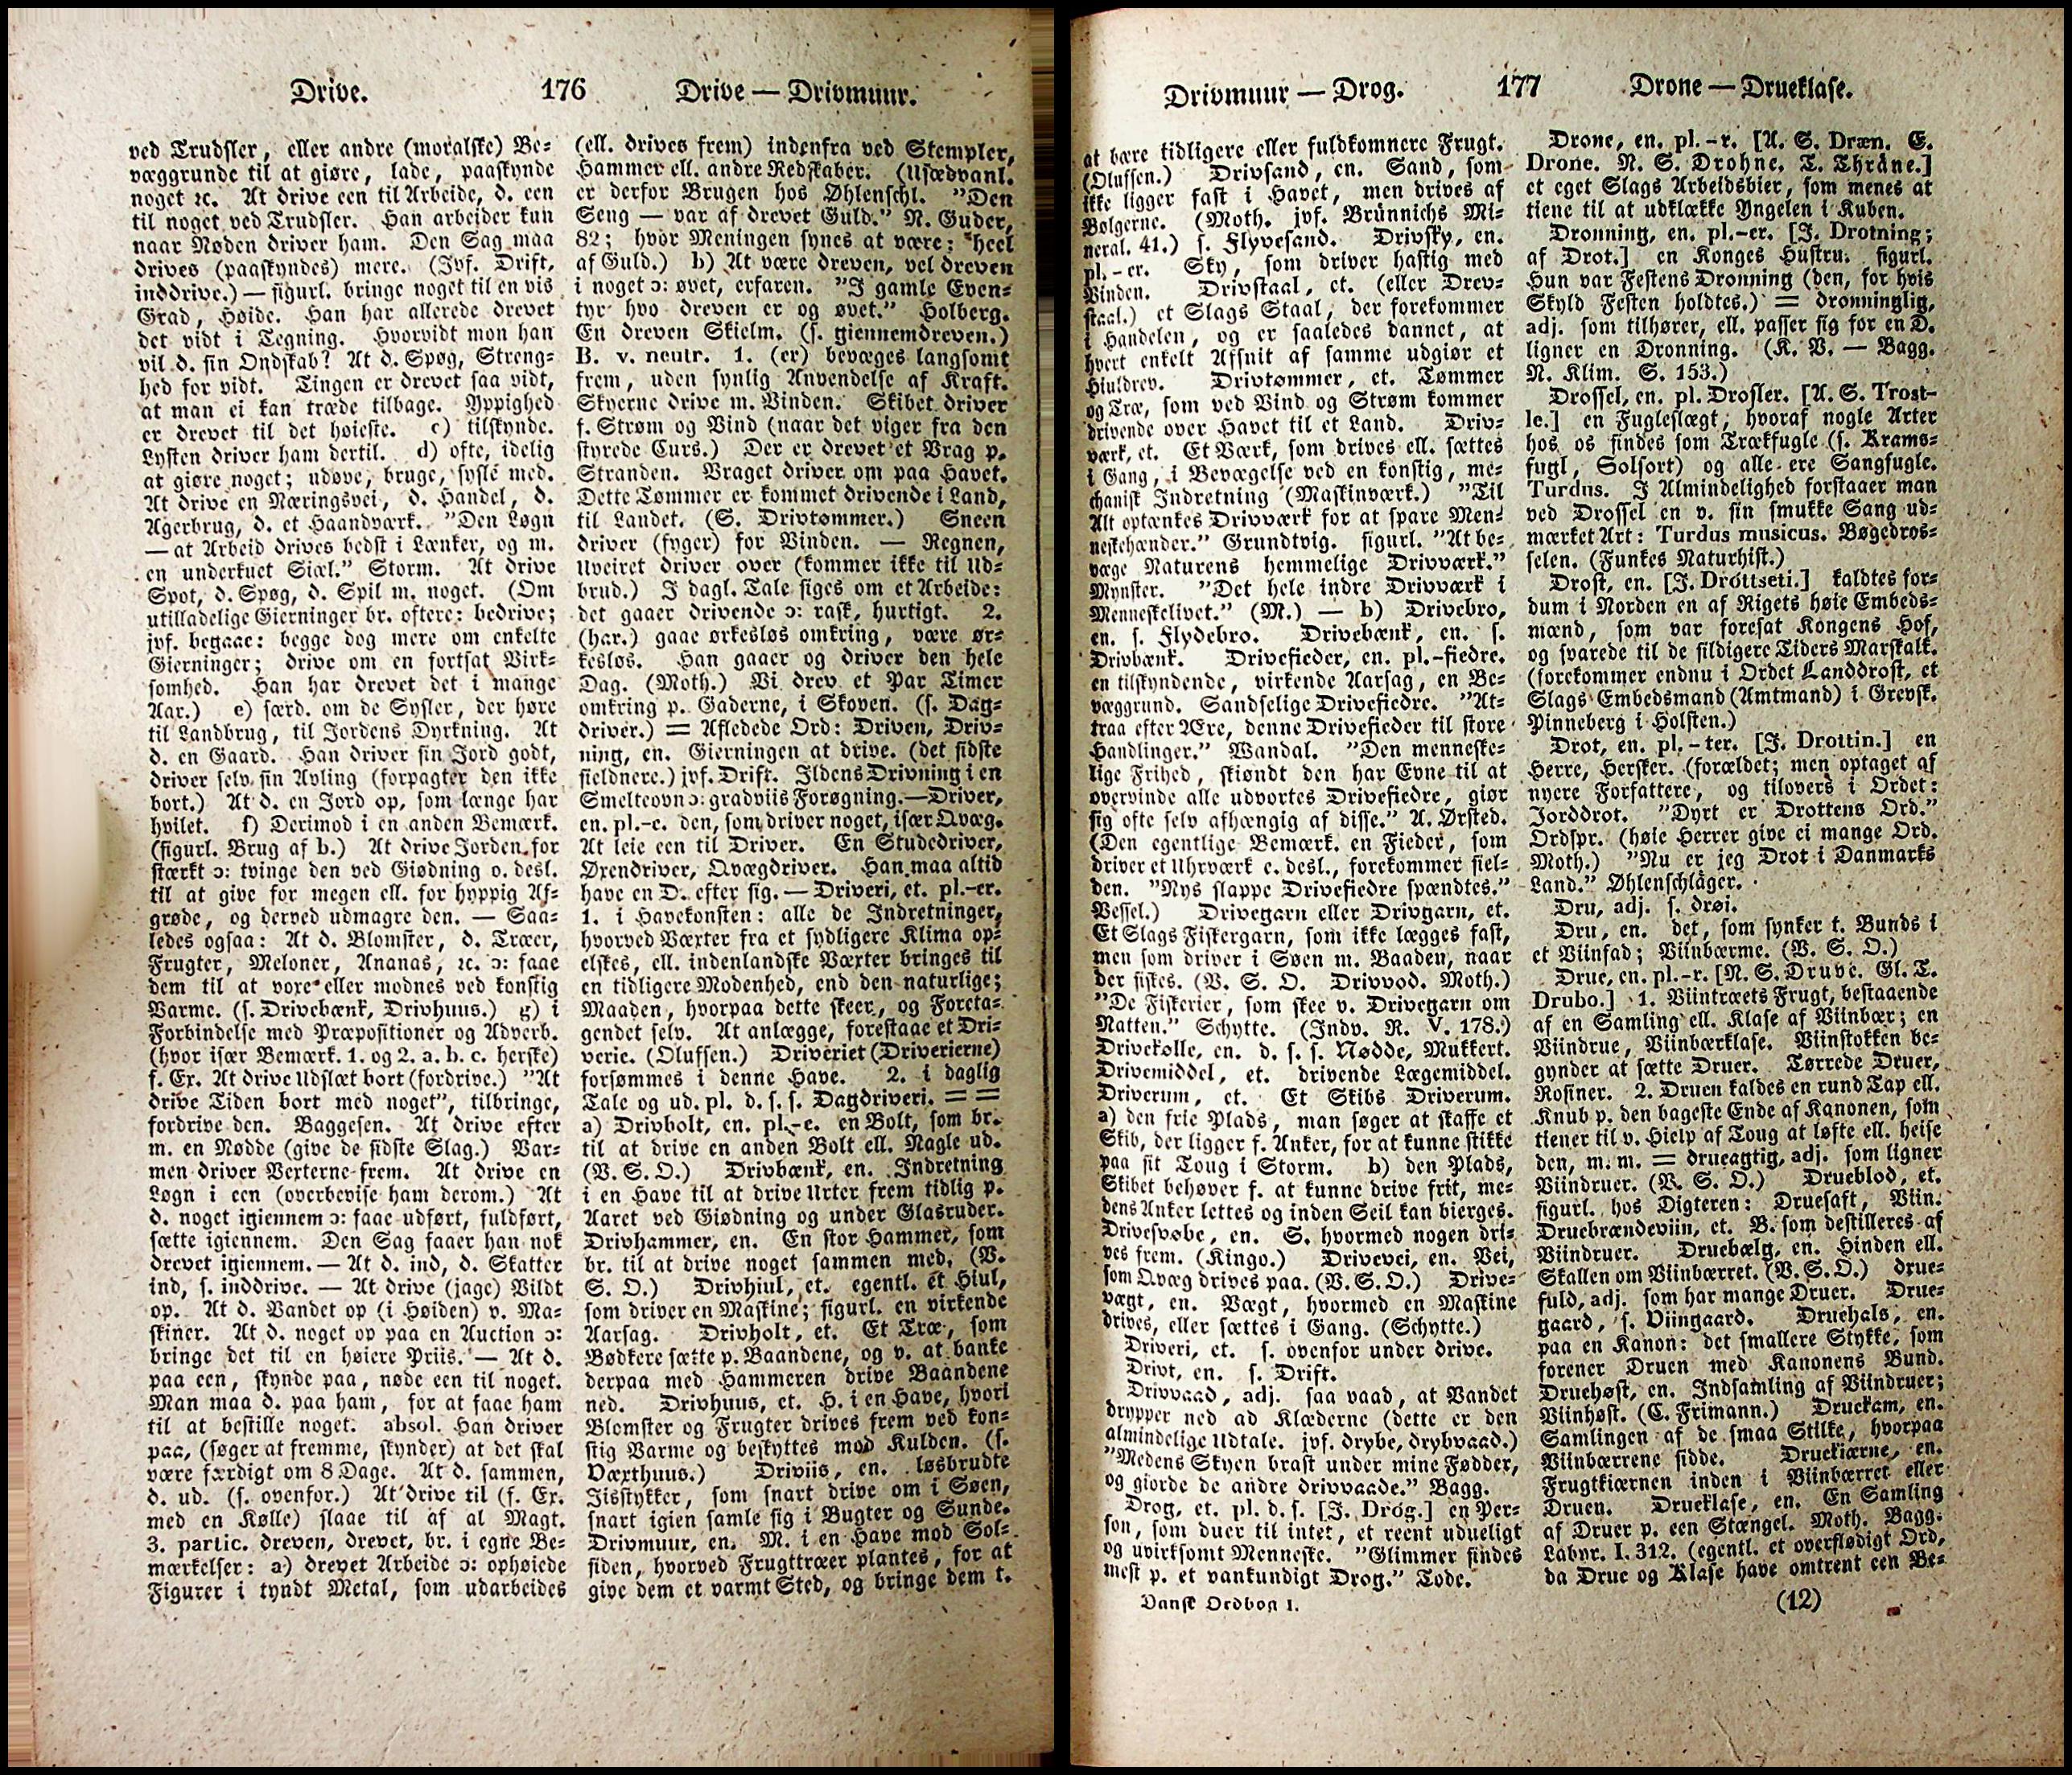 Drive. 176 Drive — Drivmuur.
ved Trudsler, eller andre (moralske) Be-
væggrunde til at giøre, lade, paaskynde
noget ꝛc. At drive een til Arbeide, d. een
til noget ved Trudsler. Han arbeider kun
naar Nøden driver ham. Den Sag maa
drives (paaskyndes) mere. (Jvf. Drift,
inddrive.) — figurl. bringe noget til en vis
Grad, Høide. Han har allerede drevet
det vidt i Tegning. Hvorvidt mon han
vil d. sin Ondskab? At d. Spøg, Streng-
hed for vidt. Tingen er drevet saa vidt,
at man ei kan træde tilbage. Yppighed
er drevet til det høieste. c) tilskynde.
Lysten driver ham dertil. d) ofte, idelig
at giøre noget; udøve, bruge, sysle med.
At drive en Næringsvei, d. Handel, d.
Agerbrug, d. et Haandværk. "Den Løgn
— at Arbeid drives bedst i Lænker, og m.
en underkuet Siæl." Storm. At drive
Spot, d. Spøg, d. Spil m. noget. (Om
utilladelige Gierninger br. oftere: bedrive;
jvf. begaae: begge dog mere om enkelte
Gierninger; drive om en fortsat Virk-
somhed. Han har drevet det i mange
Aar.) e) særd. om de Sysler, der høre
til Landbrug, til Jordens Dyrkning. At
d. en Gaard. Han driver sin Jord godt,
driver selv sin Avling (forpagter den ikke
bort.) At d. en Jord op, som længe har
hvilet. f) Derimod i en anden Bemærk.
(figurl. Brug af b.) At drive Jorden for
stærkt ɔ: tvinge den ved Giødning o. desl.
til at give for megen ell. for hyppig Af-
grøde, og derved udmagre den. — Saa-
ledes ogsaa: At d. Blomster, d. Træer,
Frugter, Meloner, Ananas, ꝛc. ɔ: faae
dem til at voxe eller modnes ved konstig
Varme. (s. Drivebænk, Drivhuus.) g) i
Forbindelse med Præpositioner og Adverb.
(hvor især Bemærk. 1. og 2. a. b. c. herske)
f. Ex. At drive Udslæt bort (fordrive.) "At
drive Tiden bort med noget", tilbringe,
fordrive den. Baggesen. At drive efter
m. en Nødde (give de sidste Slag.) Var-
men driver Vexterne frem. At drive en
Løgn i een (overbevise ham derom.) At
d. noget igiennem ɔ: faae udført, fuldført,
sætte igiennem. Den Sag faaer han nok
drevet igiennem. — At d. ind, d. Skatter
ind, s. inddrive. — At drive (jage) Vildt
op. At d. Vandet op (i Høiden) v. Ma-
skiner. At d. noget op paa en Auction ɔ:
bringe det til en høiere Priis. — At d.
paa een, skynde paa, nøde een til noget.
Man maa d. paa ham, for at faae ham
til at bestille noget. absol. Han driver
paa, (søger at fremme, skynder) at det skal
være færdigt om 8 Dage. At d. sammen,
d. ud. (s. ovenfor.) At drive til (f. Ex.
med en Kølle) slaae til af al Magt.
3. partic. dreven, drevet, br. i egne Be-
mærkelser: a) drevet Arbeide ɔ: ophøiede
Figurer i tyndt Metal, som udarbeides
(ell. drives frem) indenfra ved Stempler,
Hammer ell. andre Redskaber. (Usædvanl.
er derfor Brugen hos Øhlenschl. "Den
Seng — var af drevet Guld." N. Guder,
82; hvor Meningen synes at være: heel
af Guld.) b) At være dreven, vel dreven
i noget ɔ: øvet, erfaren. "I gamle Even-
tyr hvo dreven er og øvet." Holberg.
En dreven Skielm. (s. giennemdreven.)
B. v. neutr. 1. (er) bevæges langsomt
frem, uden synlig Anvendelse af Kraft.
Skyerne drive m. Vinden. Skibet driver
f. Strøm og Vind (naar det viger fra den
styrede Curs.) Der er drevet et Vrag p.
Stranden. Vraget driver om paa Havet.
Dette Tømmer er kommet drivende i Land,
til Landet. (S. Drivtømmer.) Sneen
driver (fyger) for Vinden. — Regnen,
Uveiret driver over (kommer ikke til Ud-
brud.) I dagl. Tale siges om et Arbeide:
det gaaer drivende ɔ: rask, hurtigt. 2.
(har.) gaae ørkesløs omkring, være ør-
kesløs. Han gaaer og driver den hele
Dag. (Moth.) Vi drev et Par Timer
omkring p. Gaderne, i Skoven. (s. Dag-
driver.) = Afledede Ord: Driven, Driv-
ning, en. Gierningen at drive. (det sidste
sieldnere.) jvf. Drift. Ildens Drivning i en
Smelteovn ɔ: gradviis Forøgning.—Driver,
en. pl.-e. den, som driver noget, især Qvæg.
At leie een til Driver. En Studedriver,
Øxendriver, Qvægdriver. Han maa altid
have en D. efter sig. — Driveri, et. pl.-er.
1. i Havekonsten: alle de Indretninger,
hvorved Væxter fra et sydligere Klima op-
elskes, ell. indenlandske Væxter bringes til
en tidligere Modenhed, end den naturlige;
Maaden, hvorpaa dette skeer, og Foreta-
gendet selv. At anlægge, forestaae et Dri-
verie. (Olufsen.) Driveriet (Driverierne)
forsømmes i denne Have. 2. i daglig
Tale og ud. pl. d. s. s. Dagdriveri. = =
a) Drivbolt, en. pl.-e. en Bolt, som br.
til at drive en anden Bolt ell. Nagle ud.
(V. S. O.) Drivbænk, en. Indretning
i en Have til at drive Urter frem tidlig p.
Aaret ved Giødning og under Glasruder.
Drivhammer, en. En stor Hammer, som
br. til at drive noget sammen med. (V.
S. O.) Drivhiul, et. egentl. et Hiul,
som driver en Maskine; figurl. en virkende
Aarsag. Drivholt, et. Et Træ, som
Bødkere sætte p. Baandene, og v. at banke
derpaa med Hammeren drive Baandene
ned. Drivhuus, et. H. i en Have, hvori
Blomster og Frugter drives frem ved kon-
stig Varme og beskyttes mod Kulden. (s.
Væxthuus.) Driviis, en. løsbrudte
Iisstykker, som snart drive om i Søen,
snart igien samle sig i Bugter og Sunde.
Drivmuur, en. M. i en Have mod Sol-
siden, hvorved Frugttræer plantes, for at
give dem et varmt Sted, og bringe dem t.
Drivmuur — Drog. 177 Drone — Drueklase.
at bære tidligere eller fuldkomnere Frugt.
(Olufsen.) Drivsand, en. Sand, som
ikke ligger fast i Havet, men drives af
Bølgerne. (Moth. jvf. Brünnichs Mi-
neral. 41.) s. Flyvesand. Drivsky, en.
pl.-er. Sky, som driver hastig med
Vinden. Drivstaal, et. (eller Drev-
staal.) et Slags Staal, der forekommer
i Handelen, og er saaledes dannet, at
hvert enkelt Afsnit af samme udgiør et
Hiuldrev. Drivtømmer, et. Tømmer
og Træ, som ved Vind og Strøm kommer
drivende over Havet til et Land. Driv-
værk, et. Et Værk, som drives ell. sættes
i Gang, i Bevægelse ved en konstig, me-
chanisk Indretning (Maskinværk.) "Til
Alt optænkes Drivværk for at spare Men-
neskehænder." Grundtvig. figurl. "At be-
væge Naturens hemmelige Drivværk."
Mynster. "Det hele indre Drivværk i
Menneskelivet." (M.) — b) Drivebro,
en. s. Flydebro. Drivebænk, en. s.
Drivbænk. Drivefieder, en. pl.-fiedre.
en tilskyndende, virkende Aarsag, en Be-
væggrund. Sandselige Drivefiedre. "At-
traa efter Ære, denne Drivefieder til store
Handlinger." Wandal. "Den menneske-
lige Frihed, skiøndt den har Evne til at
overvinde alle udvortes Drivefiedre, giør
sig ofte selv afhængig af disse." A. Ørsted.
(Den egentlige Bemærk. en Fieder, som
driver et Uhrværk e. desl., forekommer siel-
den. "Nys slappe Drivefiedre spændtes."
Vessel.) Drivegarn eller Drivgarn, et.
Et Slags Fiskergarn, som ikke lægges fast,
men som driver i Søen m. Baaden, naar
der fiskes. (V. S. O. Drivvod. Moth.)
"De Fiskerier, som skee v. Drivegarn om
Natten." Schytte. (Indv. R. V. 178.)
Drivekølle, en. d. s. s. Nødde, Mukkert.
Drivemiddel, et. drivende Lægemiddel.
Driverum, et. Et Skibs Driverum.
a) den frie Plads, man søger at skaffe et
Skib, der ligger f. Anker, for at kunne stikke
paa sit Toug i Storm. b) den Plads,
Skibet behøver f. at kunne drive frit, me-
dens Anker lettes og inden Seil kan bierges.
Drivesvøbe, en. S. hvormed nogen dri-
ves frem. (Kingo.) Drivevei, en. Vei,
som Qvæg drives paa. (V.S.O.) Drive-
vægt, en. Vægt, hvormed en Maskine
drives, eller sættes i Gang. (Schytte.)
Driveri, et. s. ovenfor under drive.
Drivt, en. s. Drift.
Drivvaad, adj. saa vaad, at Vandet
drypper ned ad Klæderne (dette er den
almindelige Udtale. jvf. drybe, drybvaad.)
"Medens Skyen brast under mine Fødder,
og giorde de andre drivvaade." Bagg.
Drog, et. pl. d. s. [I. Dróg.] en Per-
son, som duer til intet, et reent udueligt
og uvirksomt Menneske. "Glimmer findes
mest p. et vankundigt Drog." Tode.
Dansk Ordbog I.
Drone, en. pl.-r. [A. S. Dræn. E.
Drone. N. S. Drohne. T. Thräne.]
et eget Slags Arbeidsbier, som menes at
tiene til at udklække Yngelen i Kuben.
Dronning, en. pl.-er. [I. Drotning;
af Drot.] en Konges Hustru. figurl.
Hun var Festens Dronning (den, for hvis
Skyld Festen holdtes.) = dronninglig,
adj. som tilhører, ell. passer sig for en D.
ligner en Dronning. (K. V. — Bagg.
N. Klim. S. 153.)
Drossel, en. pl. Drosler. [A. S. Trost-
le.] en Fugleslægt, hvoraf nogle Arter
hos os findes som Trækfugle (s. Krams-
fugl, Solsort) og alle ere Sangfugle.
Turdus. I Almindelighed forstaaer man
ved Drossel en v. sin smukke Sang ud-
mærket Art: Turdus musicus. Bøgedros-
selen. (Funkes Naturhist.)
Drost, en. [I. Dróttseti.] kaldtes for-
dum i Norden en af Rigets høie Embeds-
mænd, som var foresat Kongens Hof,
og svarede til de sildigere Tiders Marskalk.
(forekommer endnu i Ordet Landdrost, et
Slags Embedsmand (Amtmand) i Grevsk.
Pinneberg i Holsten.)
Drot, en. pl.-ter. [I. Drottin.] en
Herre, Hersker. (forældet; men optaget af
nyere Forfattere, og tilovers i Ordet:
Jorddrot. "Dyrt er Drottens Ord."
Ordspr. (høie Herrer give ei mange Ord.
Moth.) "Nu er jeg Drot i Danmarks
Land." Øhlenschläger.
Dru, adj. s. drøi.
Dru, en. det, som synker t. Bunds i
et Viinfad; Viinbærme. (V. S. O.)
Drue, en. pl.-r. [N. S. Druve. Gl. T.
Drubo.] 1. Viintræets Frugt, bestaaende
af en Samling ell. Klase af Viinbær; en
Viindrue, Viinbærklase. Viinstokken be-
gynder at sætte Druer. Tørrede Druer,
Rosiner. 2. Druen kaldes en rund Tap ell.
Knub p. den bageste Ende af Kanonen, som
tiener til v. Hielp af Toug at løfte ell. heise
den, m. m. = drueagtig, adj. som ligner
Viindruer. (V. S. O.) Drueblod, et.
figurl. hos Digteren: Druesaft, Viin.
Druebrændeviin, et. B. som destilleres af
Viindruer. Druebælg, en. Hinden ell.
Skallen om Viinbærret. (V.S.O.) drue-
fuld, adj. som har mange Druer. Drue-
gaard, s. Viingaard. Druehals, en.
paa en Kanon: det smallere Stykke, som
forener Druen med Kanonens Bund.
Druehøst, en. Indsamling af Viindruer;
Viinhøst. (C. Frimann.) Druekam, en.
Samlingen af de smaa Stilke, hvorpaa
Viinbærrene sidde. Druekiærne, en.
Frugtkiærnen inden i Viinbærret eller
Druen. Drueklase, en. En Samling
af Druer p. een Stængel. Moth. Bagg.
Labyr. I. 312. (egentl. et overflødigt Ord,
da Drue og Klase have omtrent een Be-
(12)